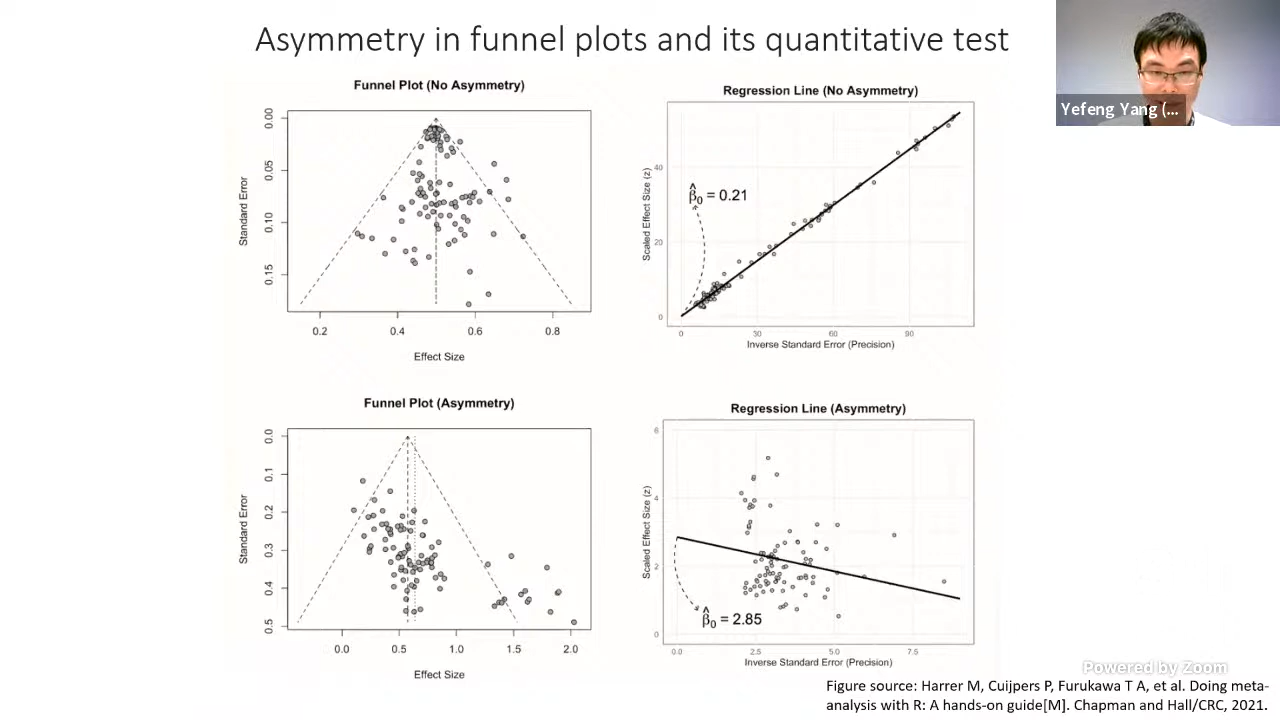 Asymmetry in funnel plots and its quantitative test
Yefeng Yang (...
Funnel Plot (No Asymmetry)
Standard Error
0.00
0.05
0.10
0.15
0.2
0.4
0.6
0.8
Effect Size
Regression Line (No Asymmetry)
Scaled Effect Size (z)
40
20
0
β̂0 = 0.21
0
30
60
90
Inverse Standard Error (Precision)
Funnel Plot (Asymmetry)
Standard Error
0.0
0.1
0.2
0.3
0.4
0.5
0.0
0.5
1.0
1.5
2.0
Effect Size
Regression Line (Asymmetry)
Scaled Effect Size (z)
6
4
2
0
β̂0 = 2.85
0.0
2.5
5.0
7.5
Inverse Standard Error (Precision)
Powered by Zoom
Figure source: Harrer M, Cuijpers P, Furukawa T A, et al. Doing meta-
analysis with R: A hands-on guide[M]. Chapman and Hall/CRC, 2021.